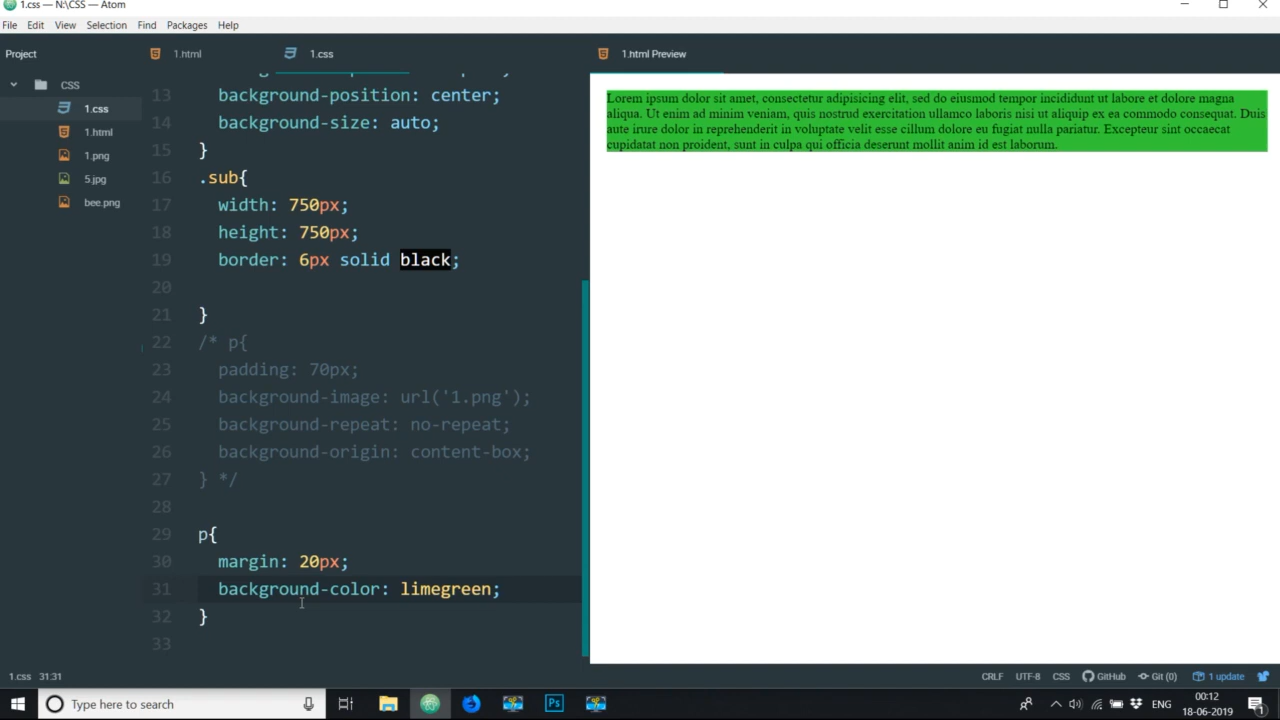 1.css — N:\CSS — Atom
File Edit View Selection Find Packages Help
Project
1.html
1.css
1.html Preview
CSS
1.css
1.html
1.png
5.jpg
bee.png
13 background-position: center;
14 background-size: auto;
15 }
16 .sub{
17 width: 750px;
18 height: 750px;
19 border: 6px solid black;
20
21 }
22 /* p{
23 padding: 70px;
24 background-image: url('1.png');
25 background-repeat: no-repeat;
26 background-origin: content-box;
27 } */
28
29 p{
30 margin: 20px;
31 background-color: limegreen;
32 }
33
Lorem ipsum dolor sit amet, consectetur adipisicing elit, sed do eiusmod tempor incididunt ut labore et dolore magna
aliqua. Ut enim ad minim veniam, quis nostrud exercitation ullamco laboris nisi ut aliquip ex ea commodo consequat. Duis
aute irure dolor in reprehenderit in voluptate velit esse cillum dolore eu fugiat nulla pariatur. Excepteur sint occaecat
cupidatat non proident, sunt in culpa qui officia deserunt mollit anim id est laborum.
1.css 31:31
CRLF UTF-8 CSS GitHub Git (0) 1 update
Type here to search
Ps
ENG
00:12
18-06-2019
1